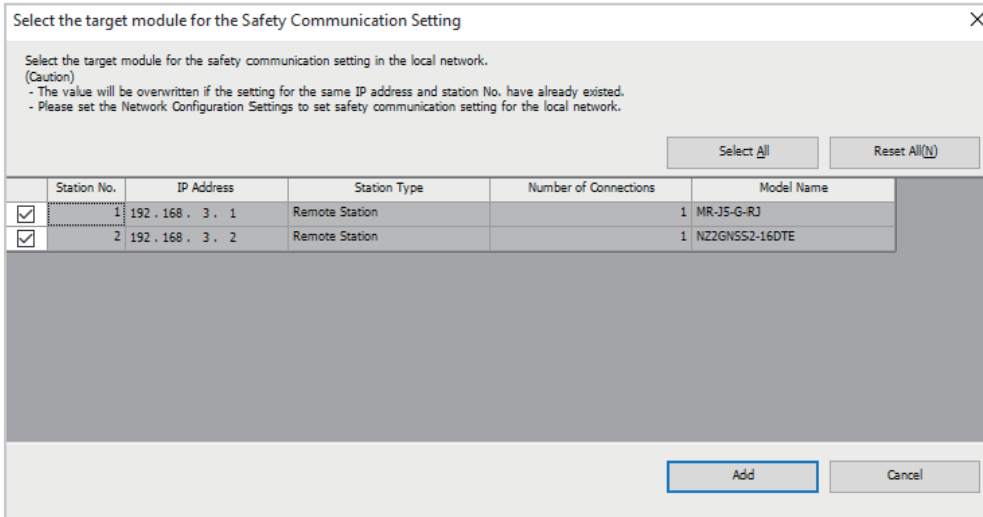 Select the target module for the Safety Communication Setting
Select the target module for the safety communication setting in the local network.
(Caution)
- The value will be overwritten if the setting for the same IP address and station No. have already existed.
- Please set the Network Configuration Settings to set safety communication setting for the local network.
Select All Reset All(N)
Station No. IP Address Station Type Number of Connections Model Name
1 192 . 168 . 3 . 1 Remote Station 1 MR-J5-G-RJ
2 192 . 168 . 3 . 2 Remote Station 1 NZ2GNSS2-16DTE
Add Cancel